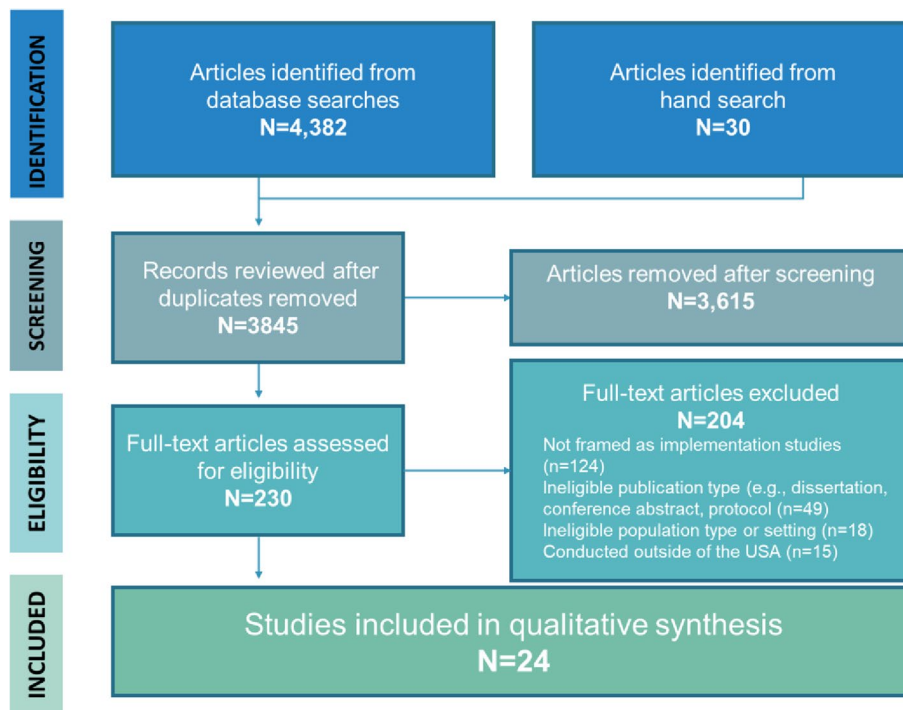 IDENTIFICATION
Articles identified from
database searches
N=4,382
Articles identified from
hand search
N=30
SCREENING
Records reviewed after
duplicates removed
N=3845
Articles removed after screening
N=3,615
ELIGIBILITY
Full-text articles assessed
for eligibility
N=230
Full-text articles excluded
N=204
Not framed as implementation studies
(n=124)
Ineligible publication type (e.g., dissertation,
conference abstract, protocol (n=49)
Ineligible population type or setting (n=18)
Conducted outside of the USA (n=15)
INCLUDED
Studies included in qualitative synthesis
N=24